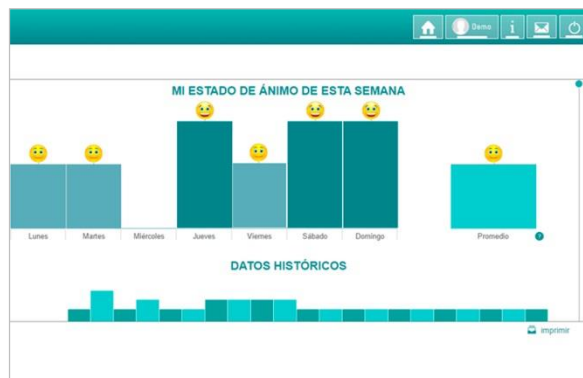 Demo
MI ESTADO DE ÁNIMO DE ESTA SEMANA
Lunes Martes Miércoles Jueves Viernes Sábado Domingo Promedio ?
DATOS HISTÓRICOS
imprimir